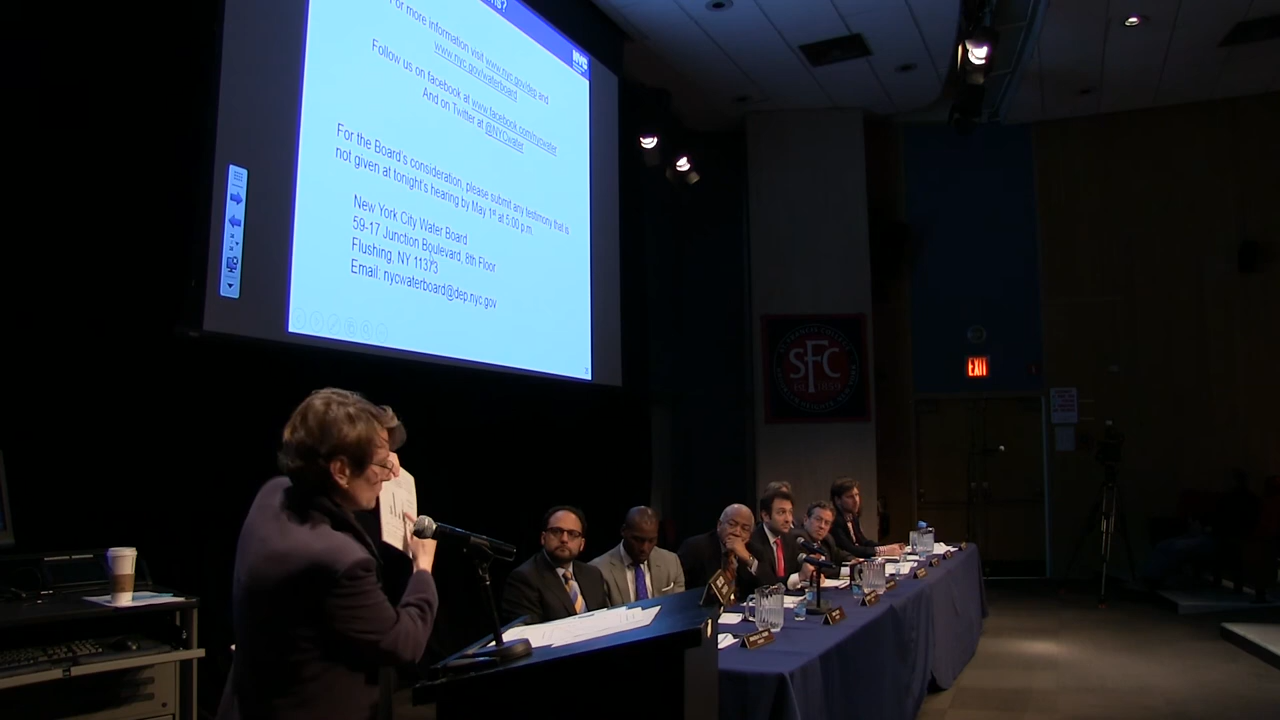 For more information visit www.nyc.gov/dep and
www.nyc.gov/waterboard
Follow us on facebook at www.facebook.com/nycwater
And on Twitter at @NYCwater
For the Board's consideration, please submit any testimony that is
not given at tonight's hearing by May 1st at 5:00 p.m.
New York City Water Board
59-17 Junction Boulevard, 8th Floor
Flushing, NY 11373
Email: nycwaterboard@dep.nyc.gov
NYC
SFC
EXIT